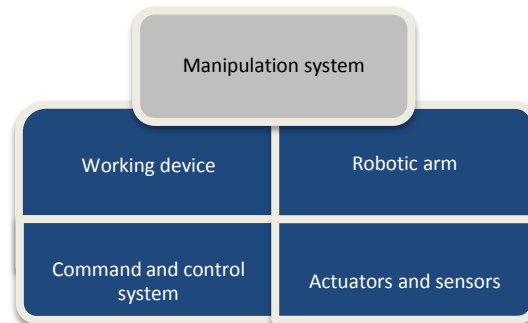 Manipulation system
Working device
Robotic arm
Command and control
system
Actuators and sensors